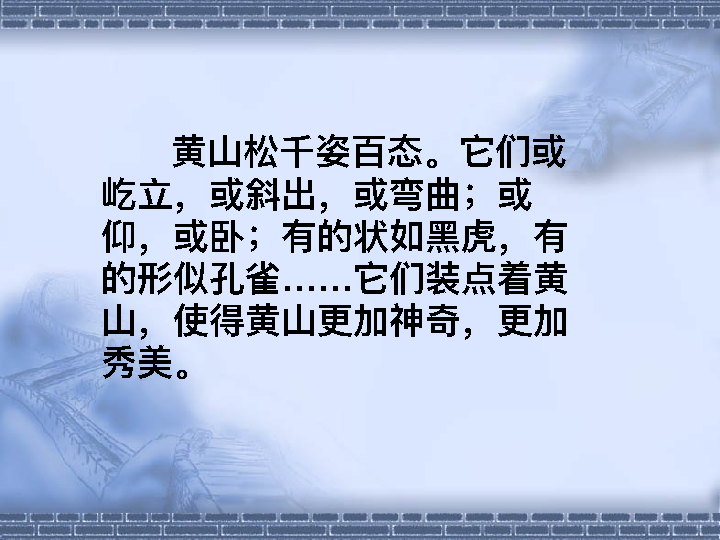 黄山松千姿百态。它们或
屹立，或斜出，或弯曲；或
仰，或卧；有的状如黑虎，有
的形似孔雀……它们装点着黄
山，使得黄山更加神奇，更加
秀美。